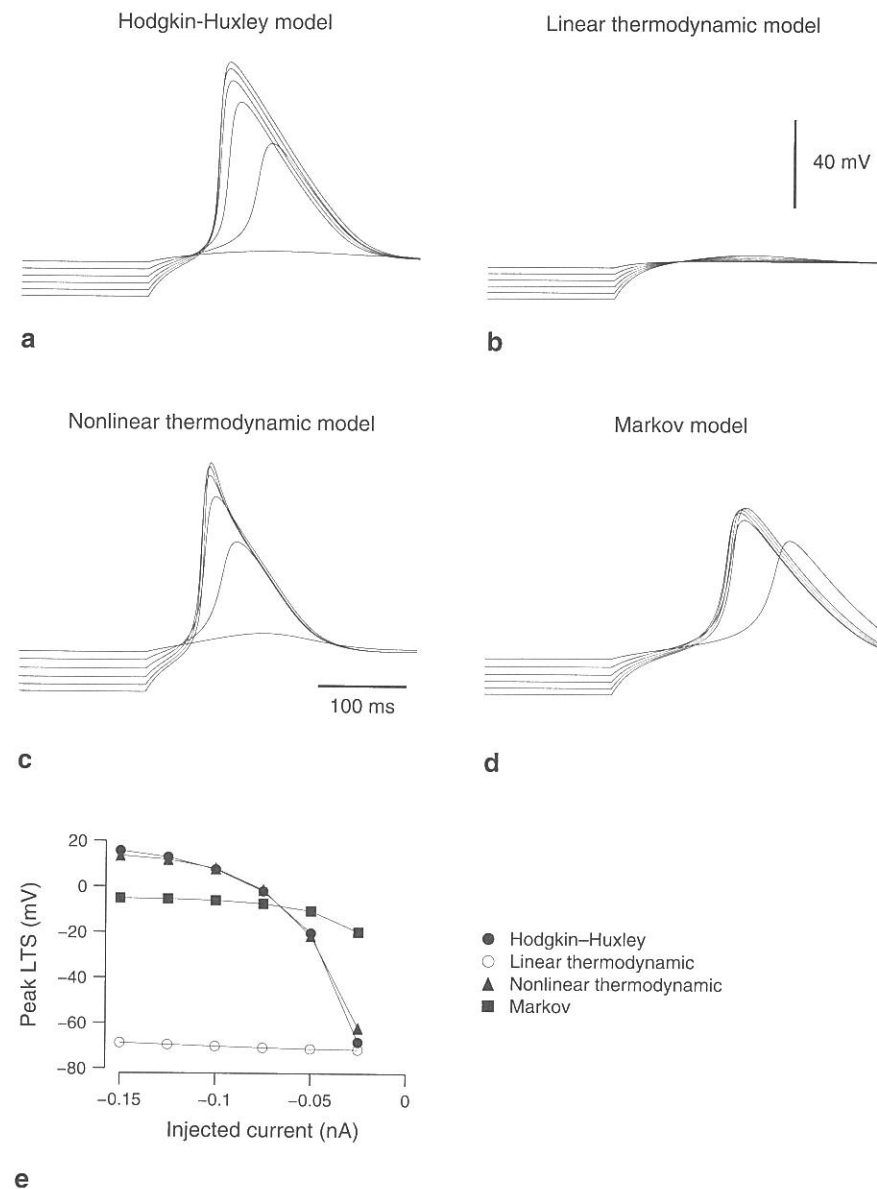 Hodgkin-Huxley model
Linear thermodynamic model
40 mV
a
b
Nonlinear thermodynamic model
Markov model
100 ms
c
d
20
0
−20
−40
−60
−80
Peak LTS (mV)
−0.15
−0.1
−0.05
0
Injected current (nA)
Hodgkin–Huxley
Linear thermodynamic
Nonlinear thermodynamic
Markov
e